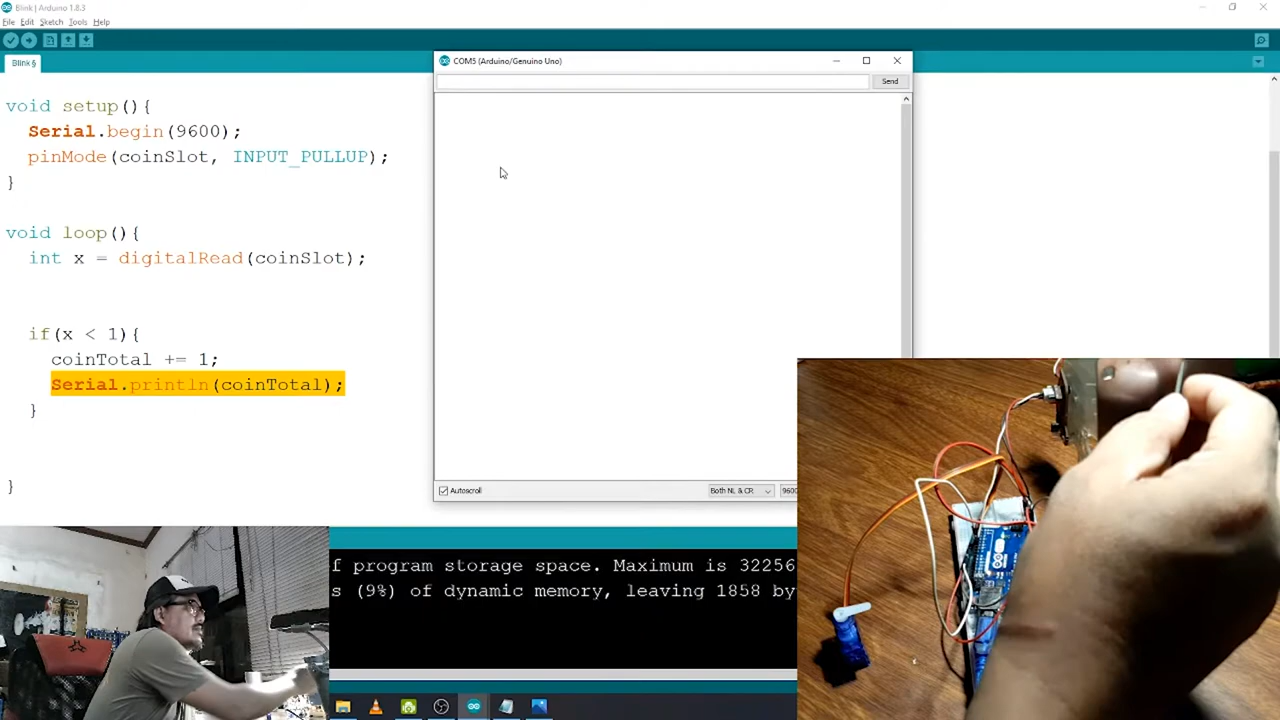 Blink | Arduino 1.8.3
File Edit Sketch Tools Help
Blink §
void setup(){
Serial.begin(9600);
pinMode(coinSlot, INPUT_PULLUP);
}
void loop(){
int x = digitalRead(coinSlot);
if(x < 1){
coinTotal += 1;
Serial.println(coinTotal);
}
}
COM5 (Arduino/Genuino Uno)
Send
Autoscroll
Both NL & CR
9600
f program storage space. Maximum is 32256
s (9%) of dynamic memory, leaving 1858 by